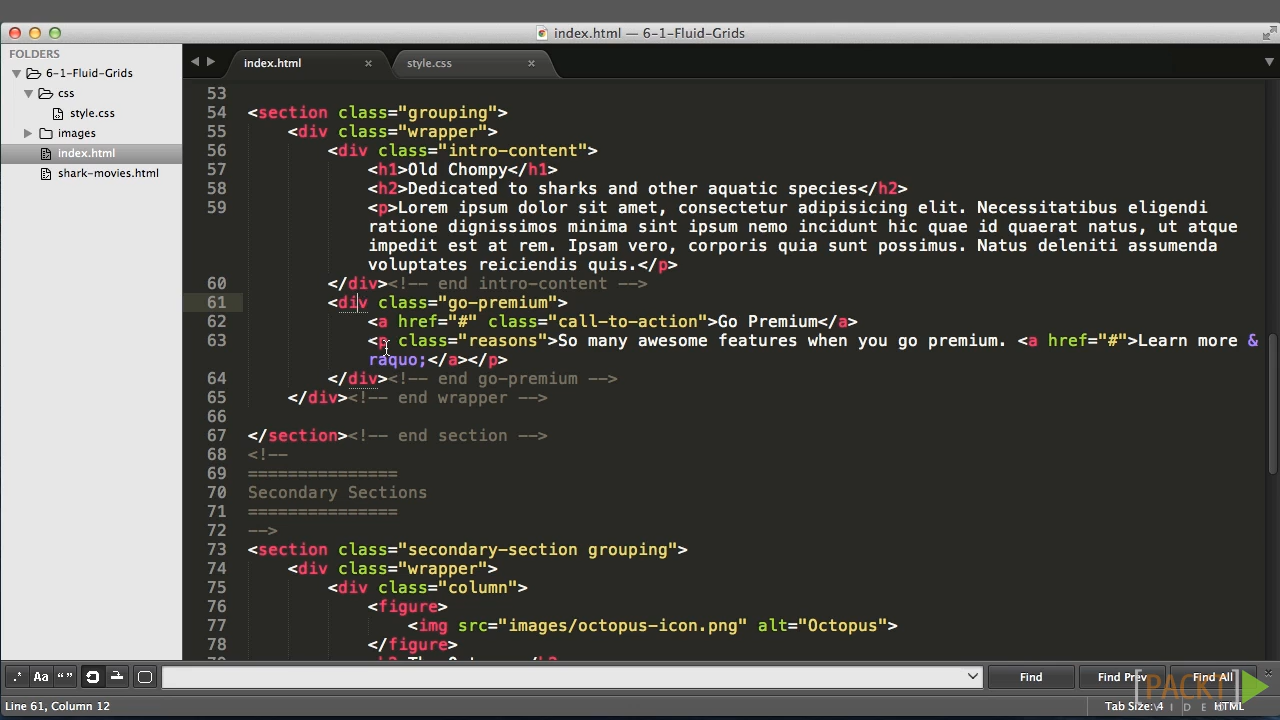 index.html — 6-1-Fluid-Grids
FOLDERS
6-1-Fluid-Grids
css
style.css
images
index.html
shark-movies.html
index.html ×
style.css ×
53
54 <section class="grouping">
55 <div class="wrapper">
56 <div class="intro-content">
57 <h1>Old Chompy</h1>
58 <h2>Dedicated to sharks and other aquatic species</h2>
59 <p>Lorem ipsum dolor sit amet, consectetur adipisicing elit. Necessitatibus eligendi
ratione dignissimos minima sint ipsum nemo incidunt hic quae id quaerat natus, ut atque
impedit est at rem. Ipsam vero, corporis quia sunt possimus. Natus deleniti assumenda
voluptates reiciendis quis.</p>
60 </div><!-- end intro-content -->
61 <div class="go-premium">
62 <a href="#" class="call-to-action">Go Premium</a>
63 <p class="reasons">So many awesome features when you go premium. <a href="#">Learn more &
raquo;</a></p>
64 </div><!-- end go-premium -->
65 </div><!-- end wrapper -->
66
67 </section><!-- end section -->
68 <!--
69 ===============
70 Secondary Sections
71 ===============
72 -->
73 <section class="secondary-section grouping">
74 <div class="wrapper">
75 <div class="column">
76 <figure>
77 <img src="images/octopus-icon.png" alt="Octopus">
78 </figure>
.* Aa “” Find Find Prev Find All
[PACKT]
VIDEO
Line 61, Column 12 Tab Size: 4 HTML